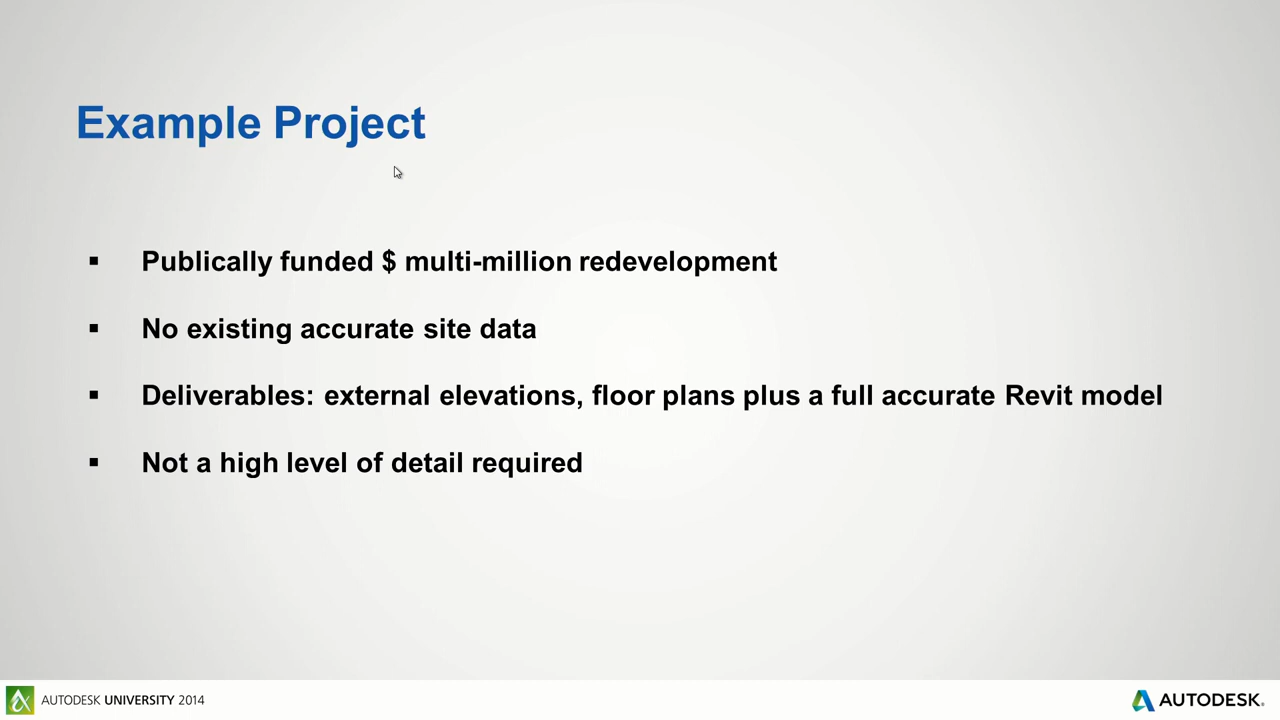 Example Project
▪ Publically funded $ multi-million redevelopment
▪ No existing accurate site data
▪ Deliverables: external elevations, floor plans plus a full accurate Revit model
▪ Not a high level of detail required
AUTODESK UNIVERSITY 2014
AUTODESK.